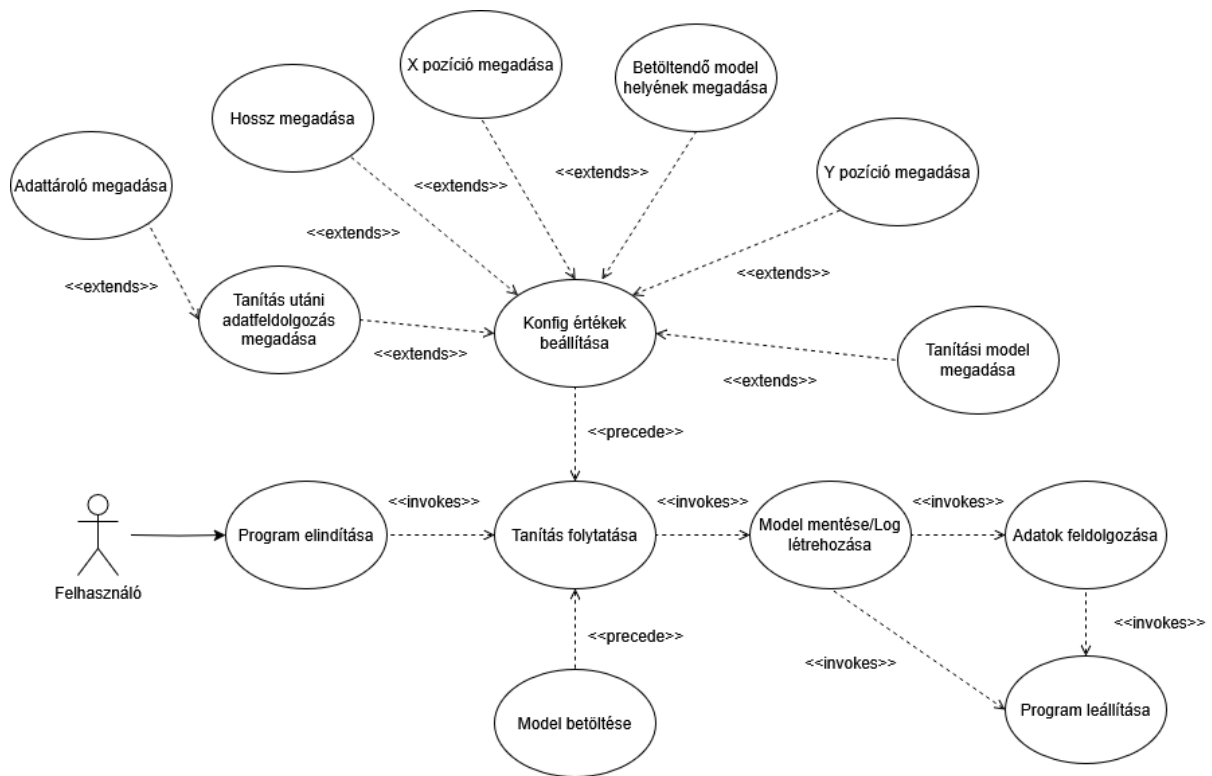 X pozíció megadása
Betöltendő model
helyének megadása
Hossz megadása
Adattároló megadása
Y pozíció megadása
<<extends>>
<<extends>>
<<extends>>
<<extends>>
<<extends>>
<<extends>>
<<extends>>
Tanítás utáni
adatfeldolgozás
megadása
Konfig értékek
beállítása
Tanítási model
megadása
<<precede>>
Felhasználó
Program elindítása
<<invokes>>
Tanítás folytatása
<<invokes>>
Model mentése/Log
létrehozása
<<invokes>>
Adatok feldolgozása
<<precede>>
<<invokes>>
<<invokes>>
Model betöltése
Program leállítása